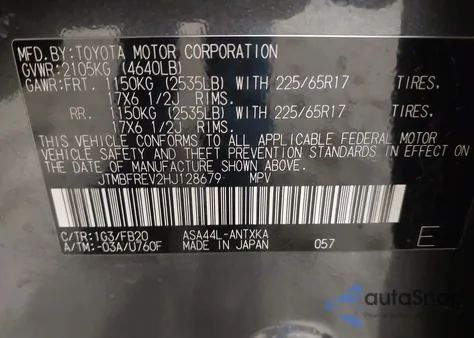 MFD.BY:TOYOTA MOTOR CORPORATION
GVWR:2105KG (4640LB)
GAWR:FRT. 1150KG (2535LB) WITH 225/65R17 TIRES.
17X6 1/2J RIMS.
RR. 1150KG (2535LB) WITH 225/65R17 TIRES.
17X6 1/2J RIMS.
THIS VEHICLE CONFORMS TO ALL APPLICABLE FEDERAL MOTOR
VEHICLE SAFETY AND THEFT PREVENTION STANDARDS IN EFFECT ON
THE DATE OF MANUFACTURE SHOWN ABOVE.
JTMBFREV2HJ128679 MPV
C/TR:1G3/FB20 ASA44L-ANTXKA
A/TM:-03A/U760F MADE IN JAPAN 057 E
autaSnap